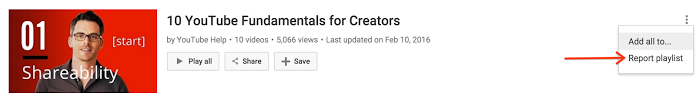 01
[start]
Shareability
10 YouTube Fundamentals for Creators
by YouTube Help • 10 videos • 5,066 views • Last updated on Feb 10, 2016
Play all
Share
Save
Add all to...
Report playlist